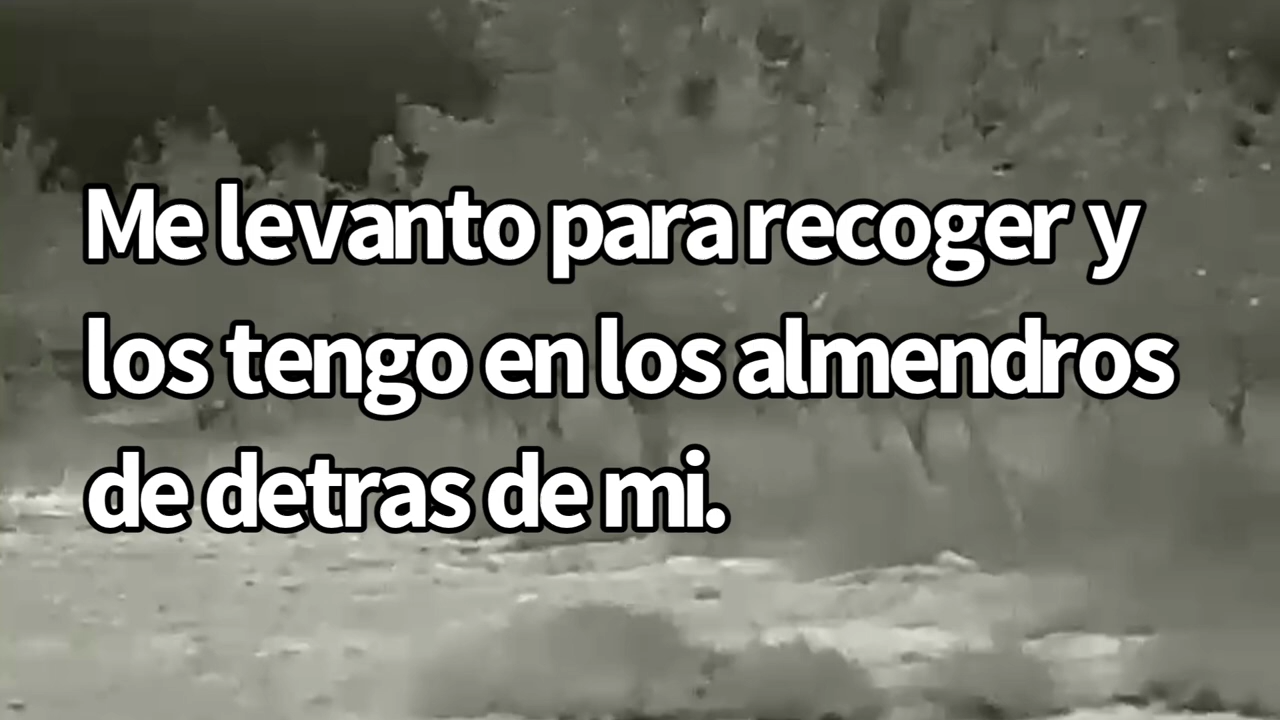 Me levanto para recoger y
los tengo en los almendros
de detras de mi.